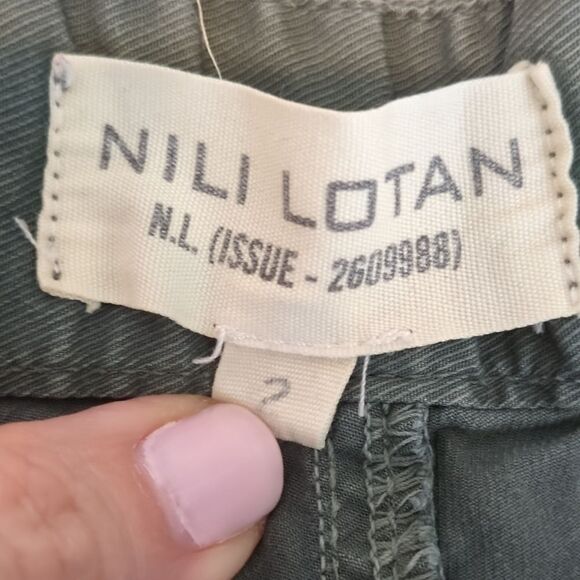 NILI LOTAN
N.L. (ISSUE - 2609988)
2